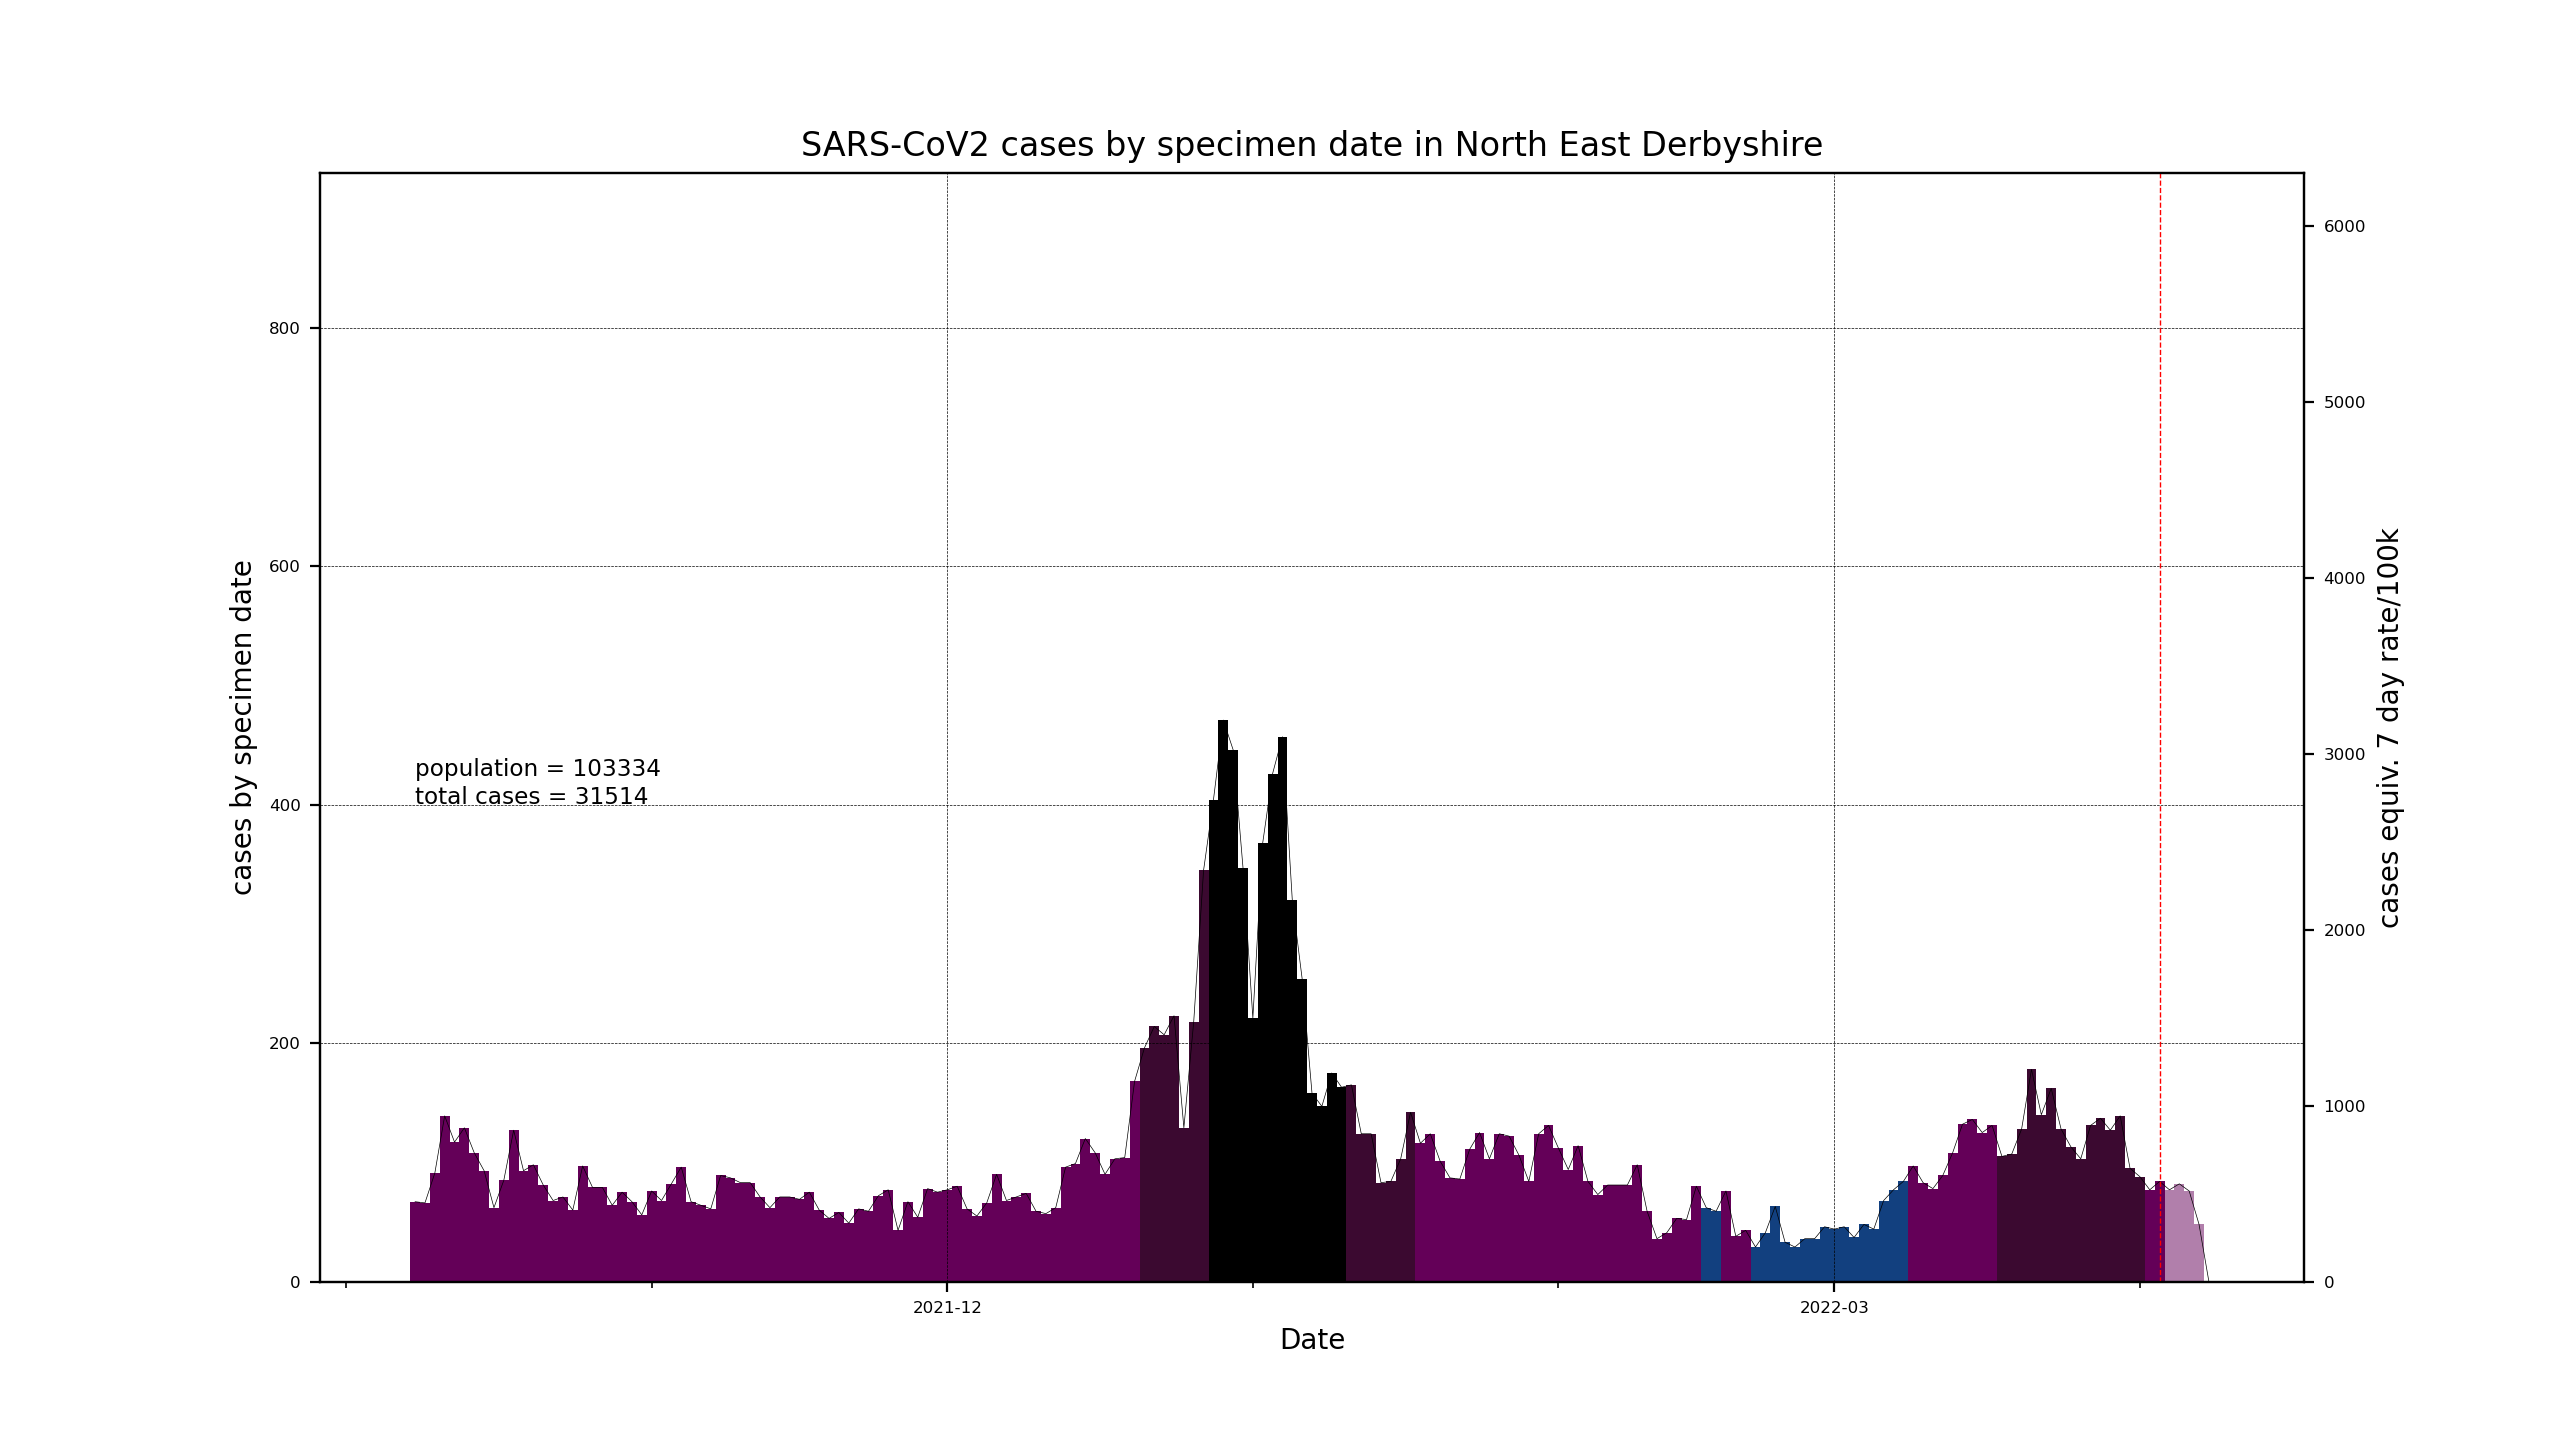 SARS-CoV2 cases by specimen date in North East Derbyshire
cases by specimen date
800
600
400
200
0
population = 103334
total cases = 31514
6000
5000
4000
3000
2000
1000
0
cases equiv. 7 day rate/100k
2021-12
2022-03
Date